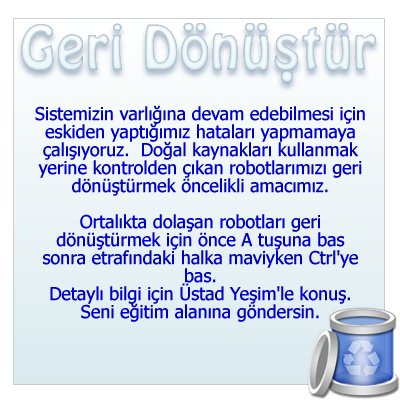 Geri Dönüştür
Sistemizin varlığına devam edebilmesi için
eskiden yaptığımız hataları yapmamaya
çalışıyoruz.  Doğal kaynakları kullanmak
yerine kontrolden çıkan robotlarımızı geri
dönüştürmek öncelikli amacımız.
Ortalıkta dolaşan robotları geri
dönüştürmek için önce A tuşuna bas
sonra etrafındaki halka maviyken Ctrl'ye
bas.
Detaylı bilgi için Üstad Yeşim'le konuş.
Seni eğitim alanına göndersin.